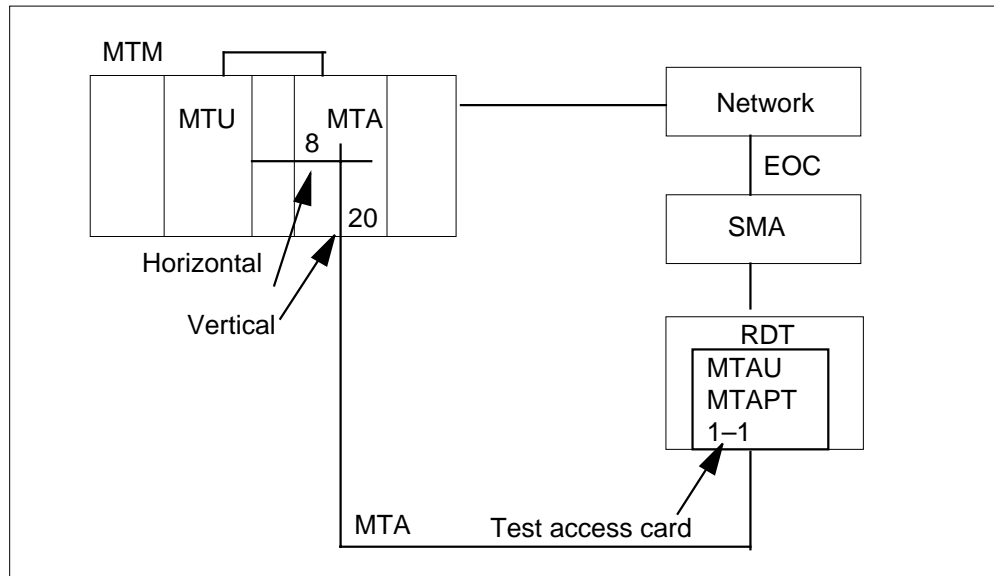 MTM
MTU
MTA
8
20
Horizontal
Vertical
Network
EOC
SMA
RDT
MTAU
MTAPT
1–1
MTA
Test access card